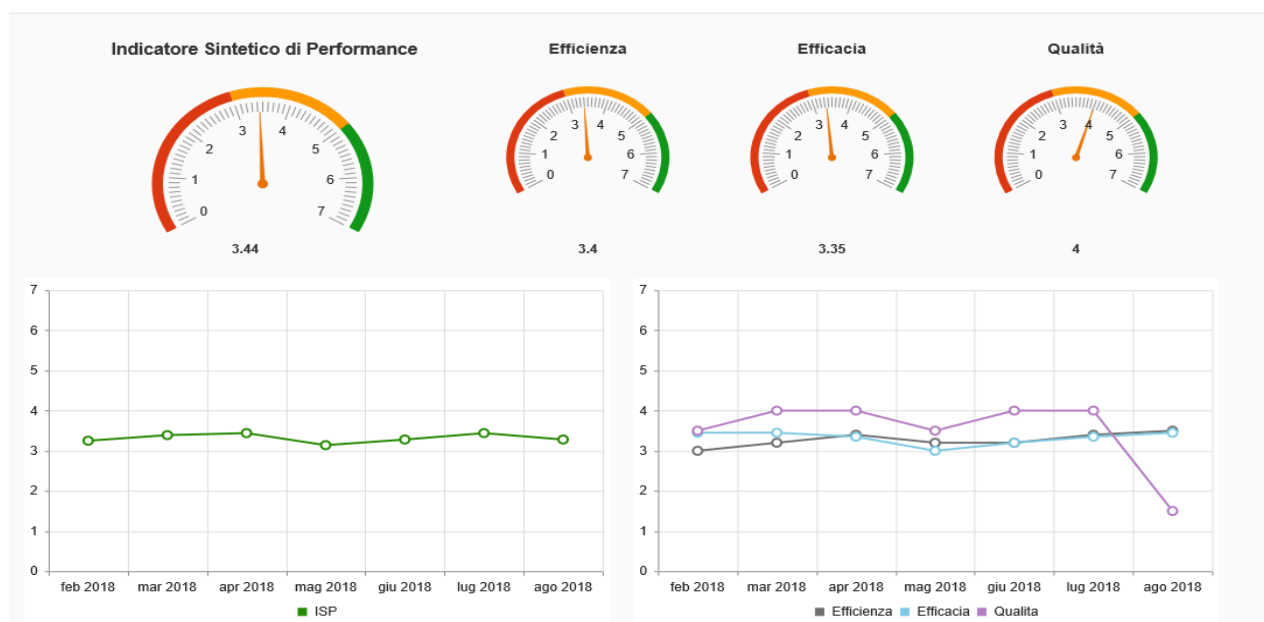 Indicatore Sintetico di Performance
Efficienza
Efficacia
Qualità
0 1 2 3 4 5 6 7
0 1 2 3 4 5 6 7
0 1 2 3 4 5 6 7
0 1 2 3 4 5 6 7
3.44
3.4
3.35
4
7
6
5
4
3
2
1
0
feb 2018 mar 2018 apr 2018 mag 2018 giu 2018 lug 2018 ago 2018
ISP
7
6
5
4
3
2
1
0
feb 2018 mar 2018 apr 2018 mag 2018 giu 2018 lug 2018 ago 2018
Efficienza Efficacia Qualita